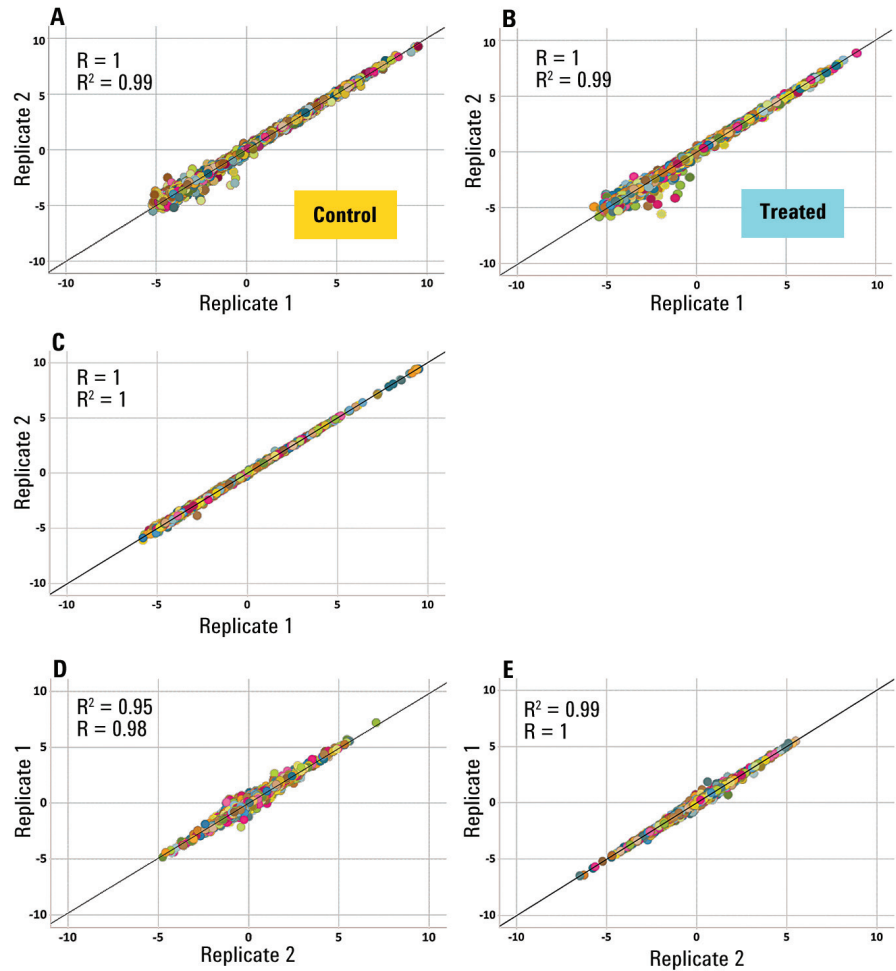 A
R = 1
R² = 0.99
10
5
0
-5
-10
Replicate 2
Control
-10
-5
0
5
10
Replicate 1
B
R = 1
R² = 0.99
10
5
0
-5
-10
Replicate 2
Treated
-10
-5
0
5
10
Replicate 1
C
R = 1
R² = 1
10
5
0
-5
-10
Replicate 2
-10
-5
0
5
10
Replicate 1
D
R² = 0.95
R = 0.98
10
5
0
-5
-10
Replicate 1
-10
-5
0
5
10
Replicate 2
E
R² = 0.99
R = 1
10
5
0
-5
-10
Replicate 1
-10
-5
0
5
10
Replicate 2